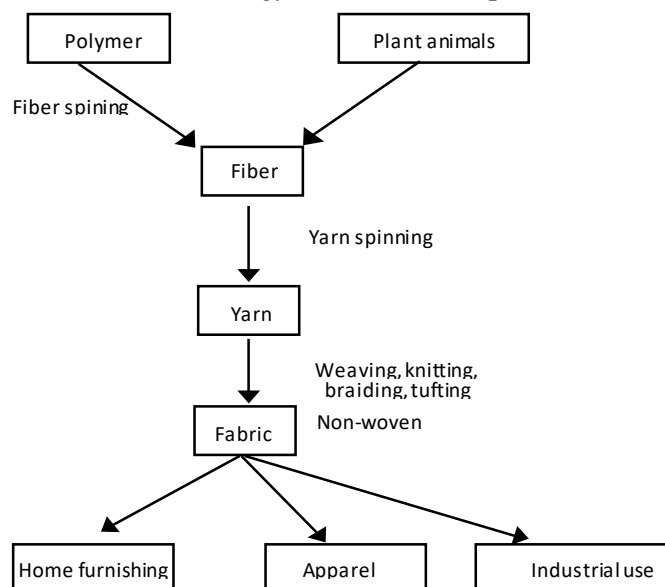 Polymer
Plant animals
Fiber spining
Fiber
Yarn spinning
Yarn
Weaving, knitting,
braiding, tufting
Non-woven
Fabric
Home furnishing
Apparel
Industrial use